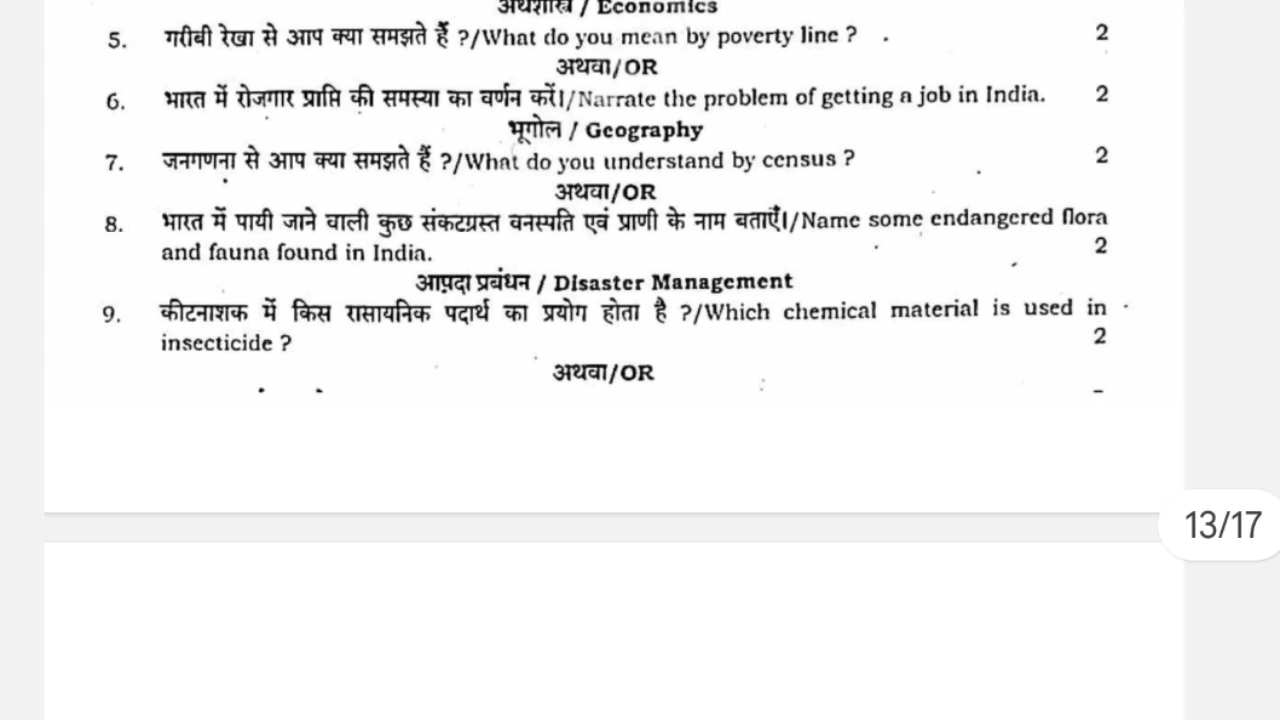 अर्थशास्त्र / Economics
5. गरीबी रेखा से आप क्या समझते हैं ?/What do you mean by poverty line ? 2
अथवा/OR
6. भारत में रोजगार प्राप्ति की समस्या का वर्णन करें।/Narrate the problem of getting a job in India. 2
भूगोल / Geography
7. जनगणना से आप क्या समझते हैं ?/What do you understand by census ? 2
अथवा/OR
8. भारत में पायी जाने वाली कुछ संकटग्रस्त वनस्पति एवं प्राणी के नाम बताएँ।/Name some endangered flora
and fauna found in India. 2
आपदा प्रबंधन / Disaster Management
9. कीटनाशक में किस रासायनिक पदार्थ का प्रयोग होता है ?/Which chemical material is used in
insecticide ? 2
अथवा/OR
13/17